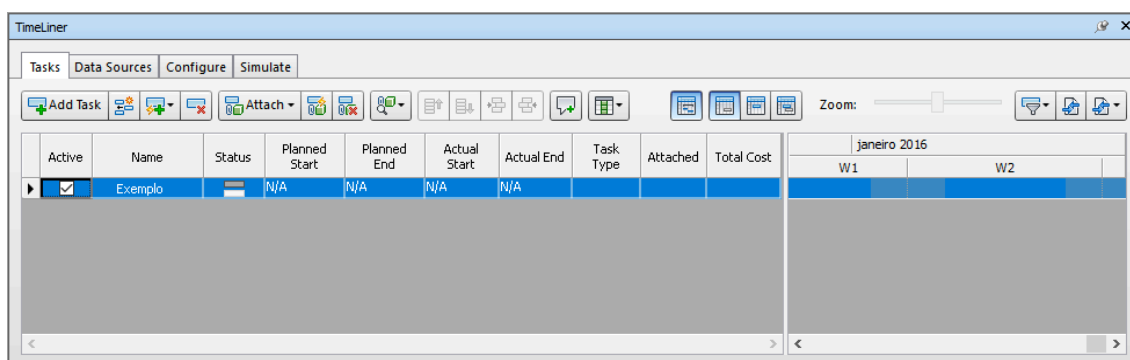 TimeLiner
Tasks Data Sources Configure Simulate
Add Task Attach Zoom:
Active Name Status Planned Start Planned End Actual Start Actual End Task Type Attached Total Cost
janeiro 2016
W1 W2
Exemplo N/A N/A N/A N/A